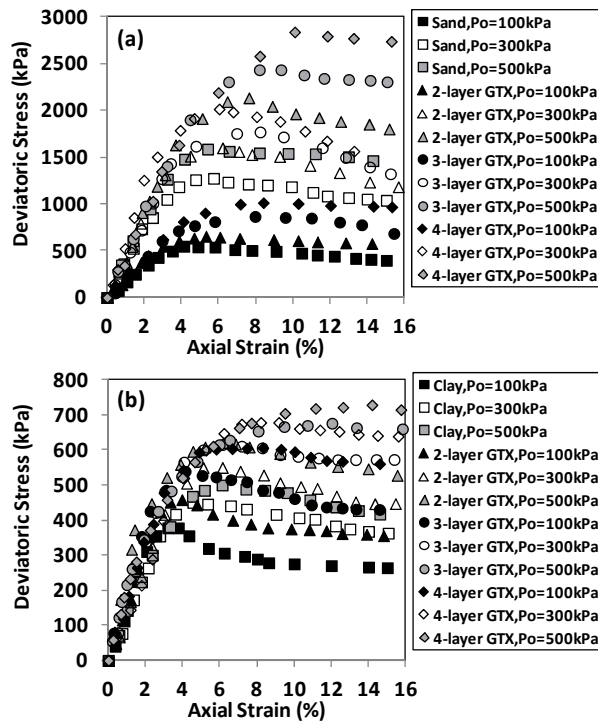 (a)
Deviatoric Stress (kPa)
3000
2500
2000
1500
1000
500
0
0 2 4 6 8 10 12 14 16
Axial Strain (%)
Sand,Po=100kPa
Sand,Po=300kPa
Sand,Po=500kPa
2-layer GTX,Po=100kPa
2-layer GTX,Po=300kPa
2-layer GTX,Po=500kPa
3-layer GTX,Po=100kPa
3-layer GTX,Po=300kPa
3-layer GTX,Po=500kPa
4-layer GTX,Po=100kPa
4-layer GTX,Po=300kPa
4-layer GTX,Po=500kPa
(b)
Deviatoric Stress (kPa)
800
700
600
500
400
300
200
100
0
0 2 4 6 8 10 12 14 16
Axial Strain (%)
Clay,Po=100kPa
Clay,Po=300kPa
Clay,Po=500kPa
2-layer GTX,Po=100kPa
2-layer GTX,Po=300kPa
2-layer GTX,Po=500kPa
3-layer GTX,Po=100kPa
3-layer GTX,Po=300kPa
3-layer GTX,Po=500kPa
4-layer GTX,Po=100kPa
4-layer GTX,Po=300kPa
4-layer GTX,Po=500kPa